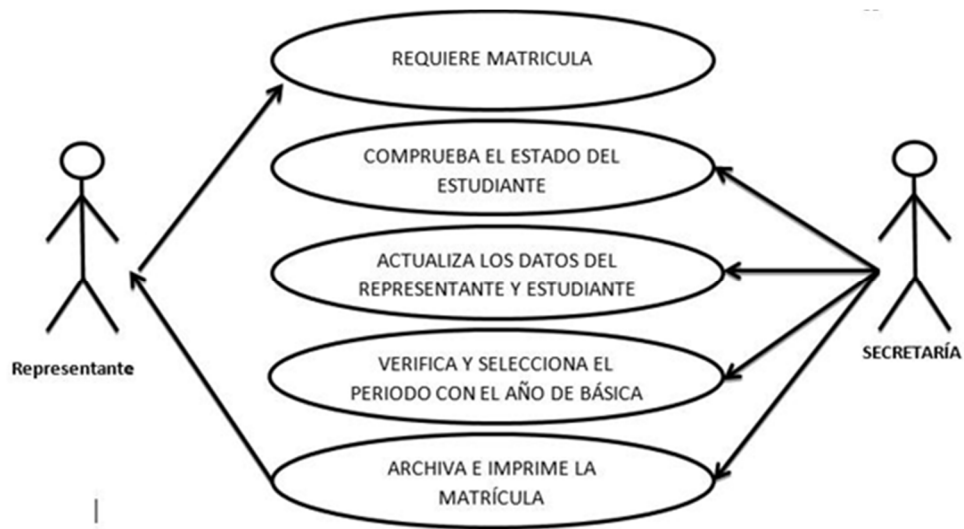 REQUIERE MATRICULA
COMPRUEBA EL ESTADO DEL
ESTUDIANTE
ACTUALIZA LOS DATOS DEL
REPRESENTANTE Y ESTUDIANTE
VERIFICA Y SELECCIONA EL
PERIODO CON EL AÑO DE BÁSICA
ARCHIVA E IMPRIME LA
MATRÍCULA
Representante
SECRETARÍA